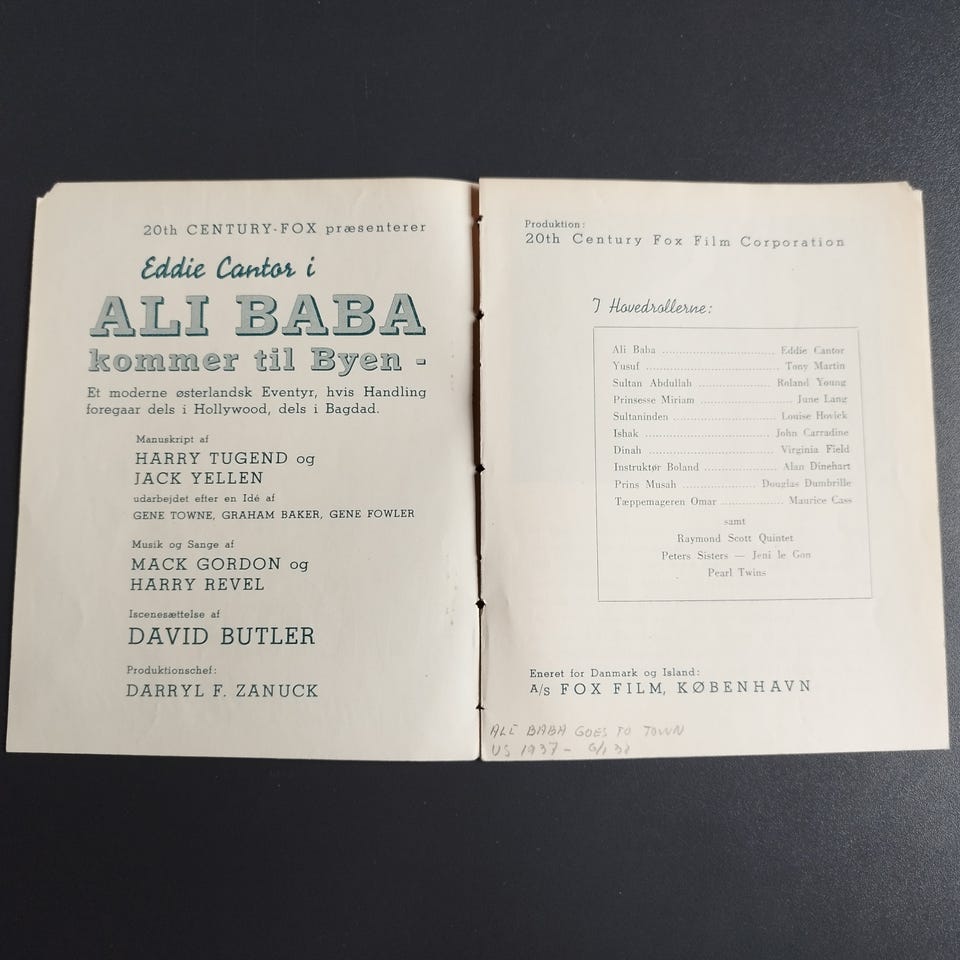 20th CENTURY-FOX præsenterer
Eddie Cantor i
ALI BABA
kommer til Byen -
Et moderne østerlandsk Eventyr, hvis Handling
foregaar dels i Hollywood, dels i Bagdad.
Manuskript af
HARRY TUGEND og
JACK YELLEN
udarbejdet efter en Idé af
GENE TOWNE, GRAHAM BAKER, GENE FOWLER
Musik og Sange af
MACK GORDON og
HARRY REVEL
Iscenesættelse af
DAVID BUTLER
Produktionschef:
DARRYL F. ZANUCK
Produktion:
20th Century Fox Film Corporation
I Hovedrollerne:
Ali Baba ........................ Eddie Cantor
Yusuf ........................ Tony Martin
Sultan Abdullah ................ Roland Young
Prinsesse Miriam ................ June Lang
Sultaninden ................ Louise Hovick
Ishak ........................ John Carradine
Dinah ........................ Virginia Field
Instruktør Boland ................ Alan Dinehart
Prins Musah ................ Douglas Dumbrille
Tæppemageren Omar ................ Maurice Cass
samt
Raymond Scott Quintet
Peters Sisters — Jeni le Gon
Pearl Twins
Eneret for Danmark og Island:
A/s FOX FILM, KØBENHAVN
ALI BABA GOES TO TOWN
US 1937 -